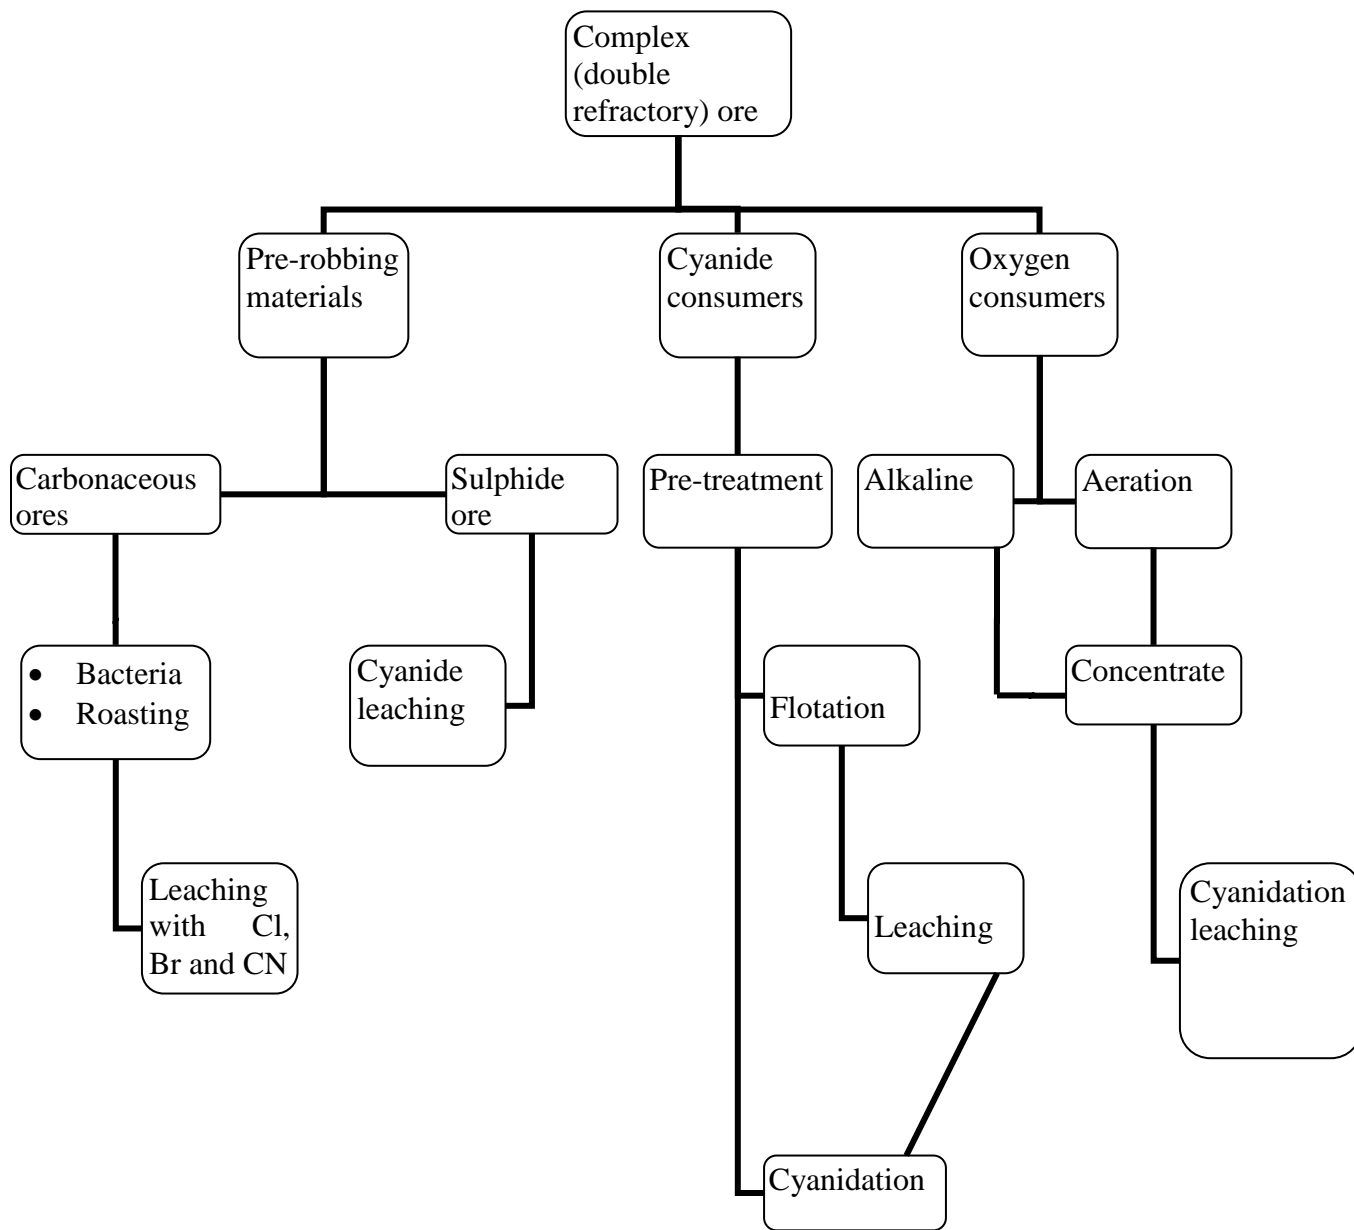 Complex
(double
refractory) ore
Pre-robbing
materials
Cyanide
consumers
Oxygen
consumers
Carbonaceous
ores
Sulphide
ore
Pre-treatment
Alkaline
Aeration
• Bacteria
• Roasting
Cyanide
leaching
Flotation
Concentrate
Leaching
with Cl,
Br and CN
Leaching
Cyanidation
leaching
Cyanidation